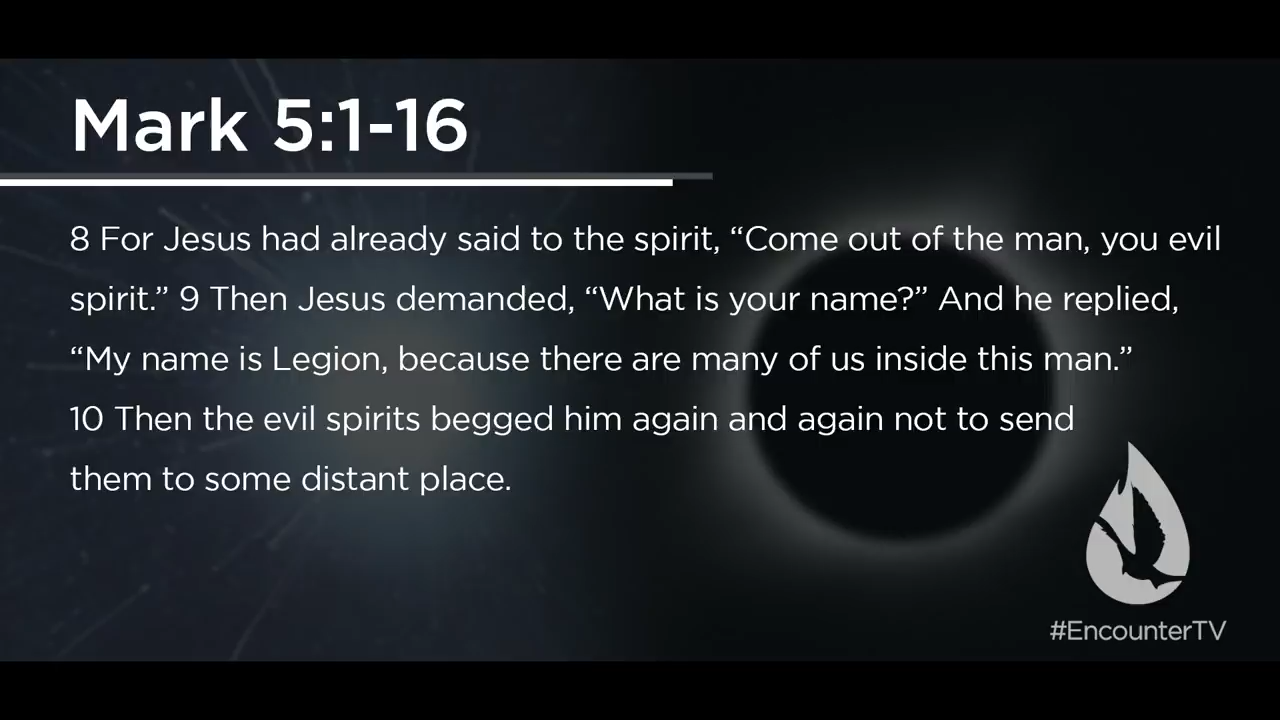 Mark 5:1-16
8 For Jesus had already said to the spirit, “Come out of the man, you evil
spirit.” 9 Then Jesus demanded, “What is your name?” And he replied,
“My name is Legion, because there are many of us inside this man.”
10 Then the evil spirits begged him again and again not to send
them to some distant place.
#EncounterTV